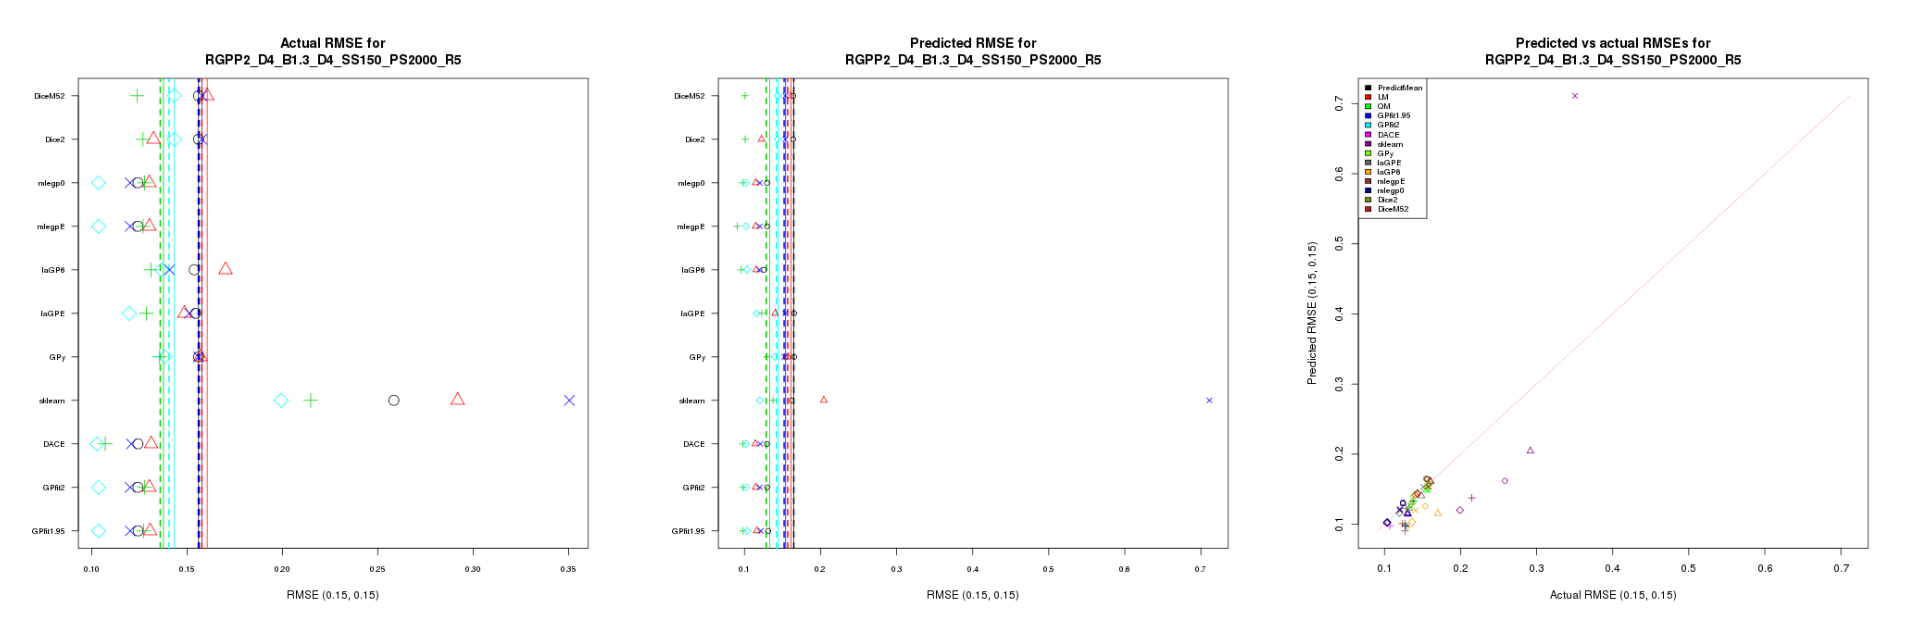 Actual RMSE for
RGPP2_D4_B1.3_D4_SS150_PS2000_R5
DiceM52
Dice2
mlegp0
mlegpE
laGP6
laGPE
GPy
sklearn
DACE
GPfit2
GPfit1.95
0.10
0.15
0.20
0.25
0.30
0.35
RMSE (0.15, 0.15)
Predicted RMSE for
RGPP2_D4_B1.3_D4_SS150_PS2000_R5
DiceM52
Dice2
mlegp0
mlegpE
laGP6
laGPE
GPy
sklearn
DACE
GPfit2
GPfit1.95
0.1
0.2
0.3
0.4
0.5
0.6
0.7
RMSE (0.15, 0.15)
Predicted vs actual RMSEs for
RGPP2_D4_B1.3_D4_SS150_PS2000_R5
PredictMean
LM
QM
GPfit1.95
GPfit2
DACE
sklearn
GPy
laGPE
laGP6
mlegpE
mlegp0
Dice2
DiceM52
Predicted RMSE (0.15, 0.15)
0.7
0.6
0.5
0.4
0.3
0.2
0.1
0.1
0.2
0.3
0.4
0.5
0.6
0.7
Actual RMSE (0.15, 0.15)